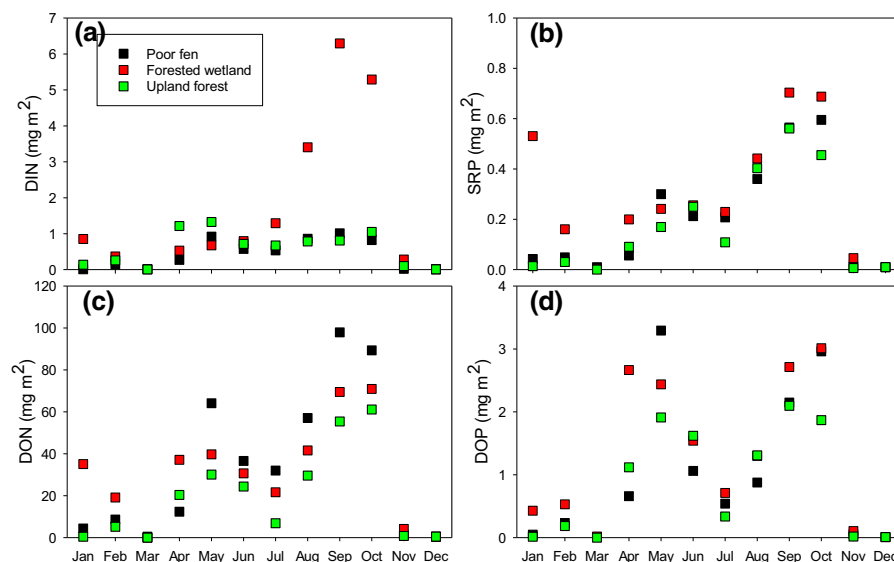 (a)
7
6
5
4
3
2
1
0
DIN (mg m²)
Poor fen
Forested wetland
Upland forest
(b)
1.0
0.8
0.6
0.4
0.2
0.0
SRP (mg m²)
(c)
120
100
80
60
40
20
0
DON (mg m²)
Jan Feb Mar Apr May Jun Jul Aug Sep Oct Nov Dec
(d)
4
3
2
1
0
DOP (mg m²)
Jan Feb Mar Apr May Jun Jul Aug Sep Oct Nov Dec